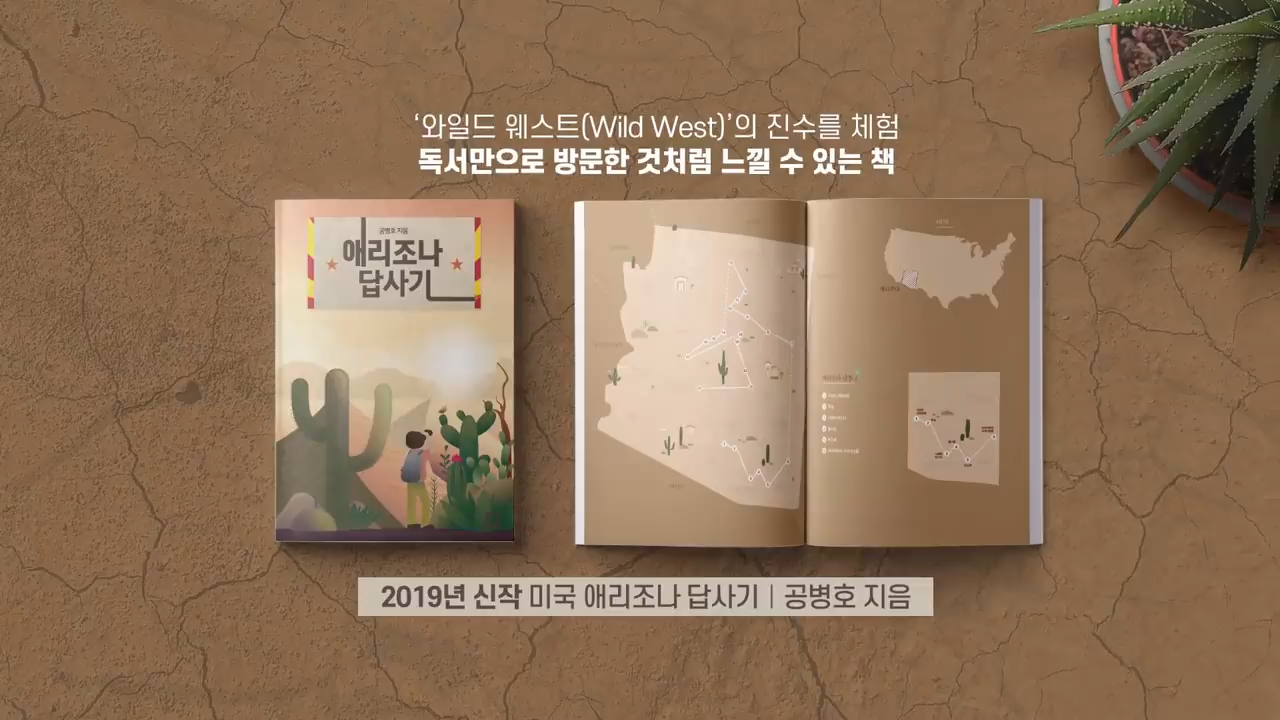 ‘와일드 웨스트(Wild West)’의 진수를 체험
독서만으로 방문한 것처럼 느낄 수 있는 책
공병호 지음
애리조나
답사기
2019년 신작 미국 애리조나 답사기 | 공병호 지음